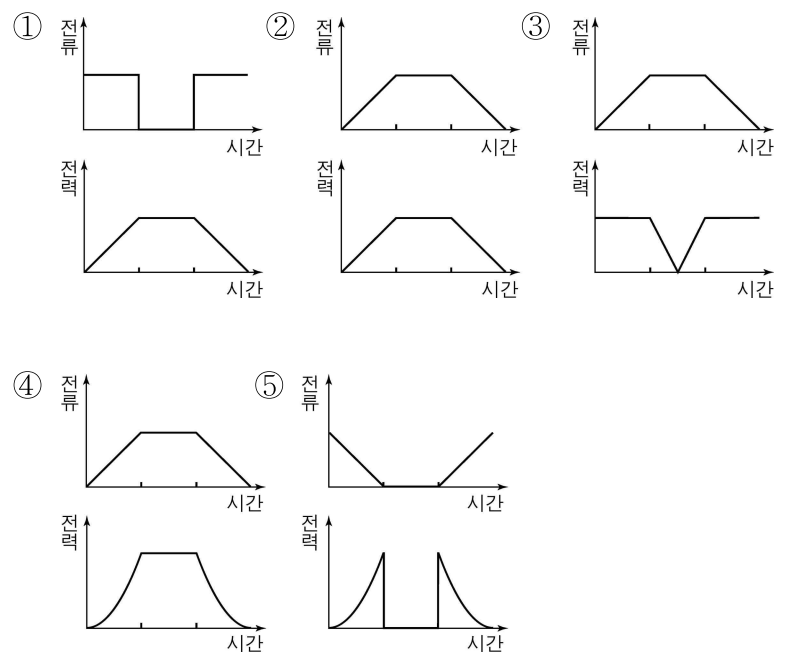 ① 전류 시간
전력 시간
② 전류 시간
전력 시간
③ 전류 시간
전력 시간
④ 전류 시간
전력 시간
⑤ 전류 시간
전력 시간